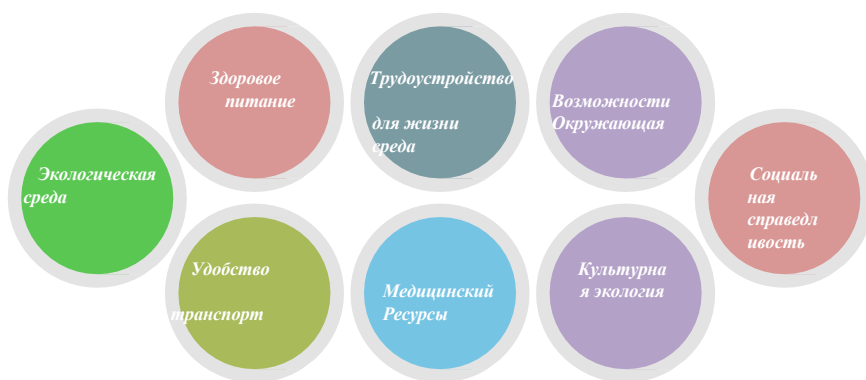 Экологическая
среда
Здоровое
питание
Трудоустройство
для жизни
среда
Возможности
Окружающая
Социаль
ная
справедл
ивость
Удобство
транспорт
Медицинский
Ресурсы
Культурна
я экология